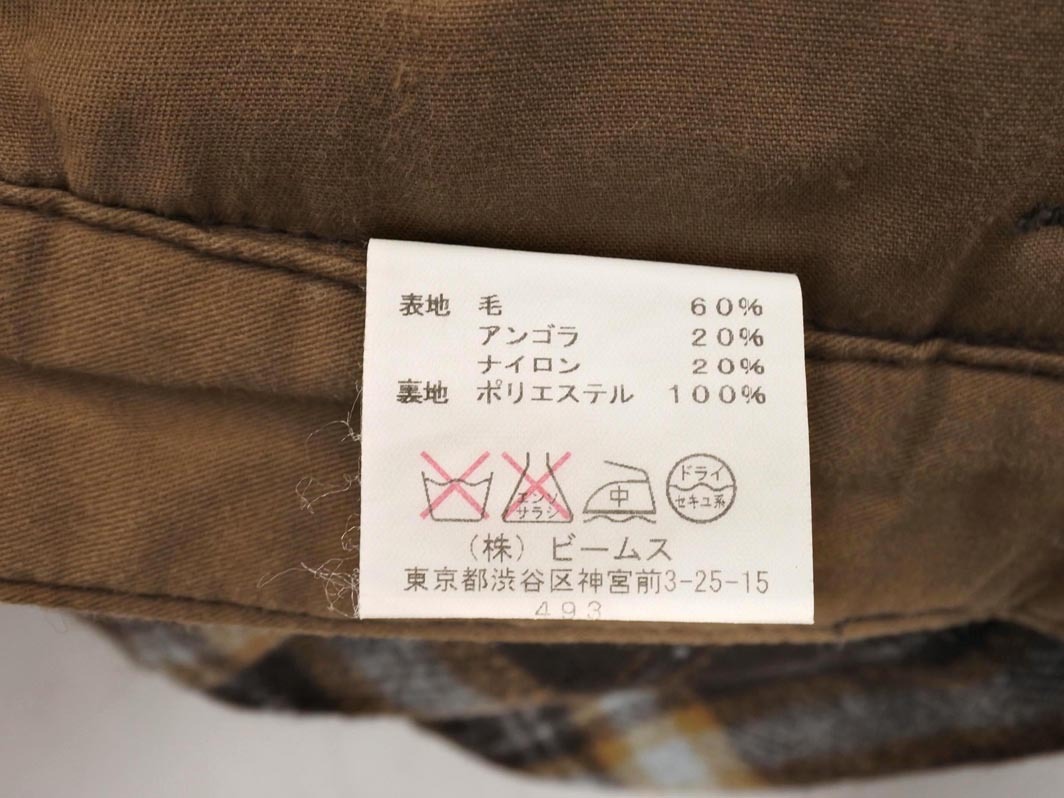 表地 毛 60%
アンゴラ 20%
ナイロン 20%
裏地 ポリエステル 100%
エンソサラシ
中
ドライ
セキユ系
(株) ビームス
東京都渋谷区神宮前3-25-15
493